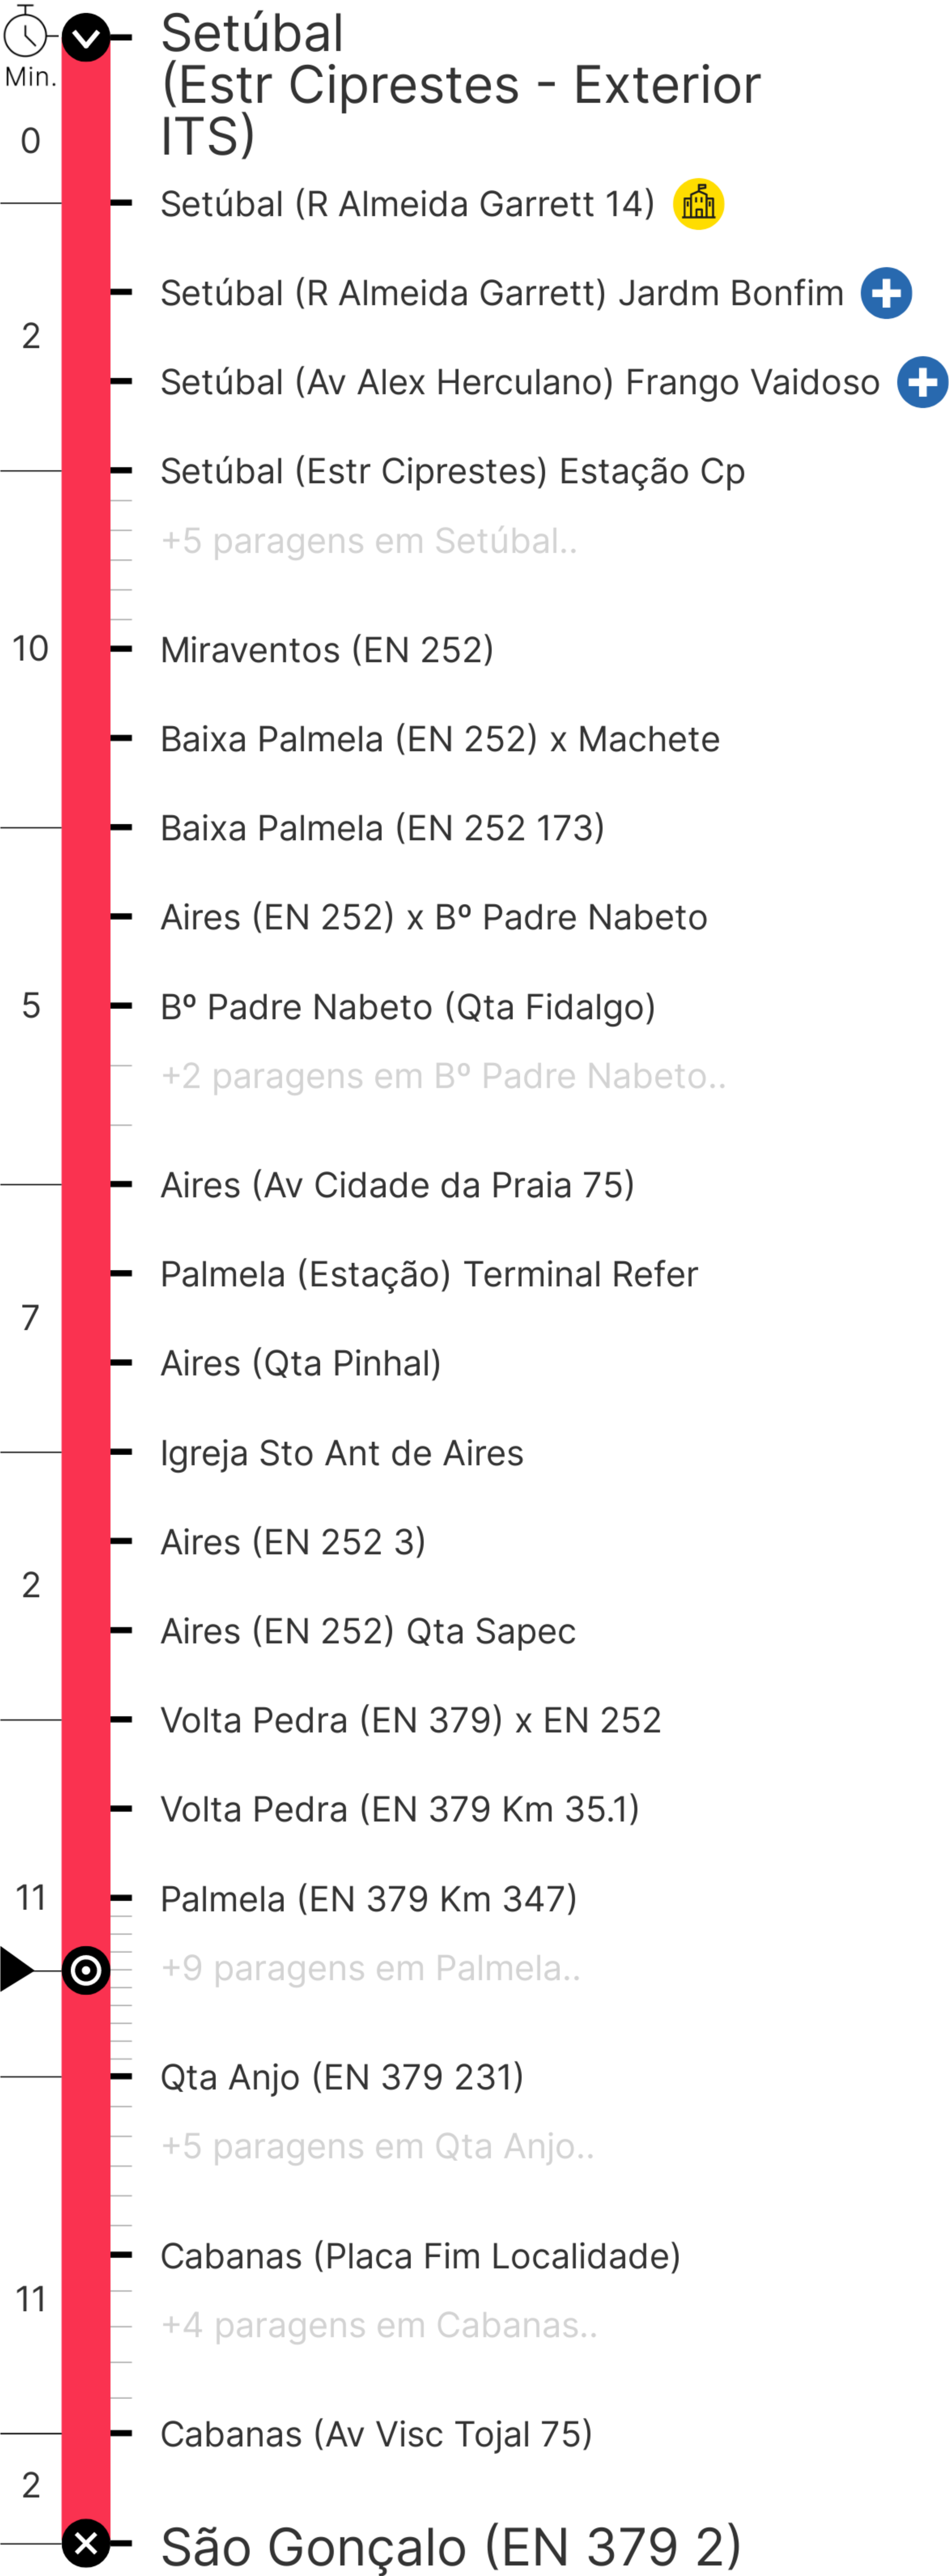 Min.
Setúbal
(Estr Ciprestes - Exterior
ITS)
0
Setúbal (R Almeida Garrett 14)
Setúbal (R Almeida Garrett) Jardm Bonfim
2
Setúbal (Av Alex Herculano) Frango Vaidoso
Setúbal (Estr Ciprestes) Estação Cp
+5 paragens em Setúbal..
10
Miraventos (EN 252)
Baixa Palmela (EN 252) x Machete
Baixa Palmela (EN 252 173)
Aires (EN 252) x Bº Padre Nabeto
5
Bº Padre Nabeto (Qta Fidalgo)
+2 paragens em Bº Padre Nabeto..
Aires (Av Cidade da Praia 75)
Palmela (Estação) Terminal Refer
7
Aires (Qta Pinhal)
Igreja Sto Ant de Aires
Aires (EN 252 3)
2
Aires (EN 252) Qta Sapec
Volta Pedra (EN 379) x EN 252
Volta Pedra (EN 379 Km 35.1)
11
Palmela (EN 379 Km 347)
+9 paragens em Palmela..
Qta Anjo (EN 379 231)
+5 paragens em Qta Anjo..
Cabanas (Placa Fim Localidade)
11
+4 paragens em Cabanas..
Cabanas (Av Visc Tojal 75)
2
São Gonçalo (EN 379 2)